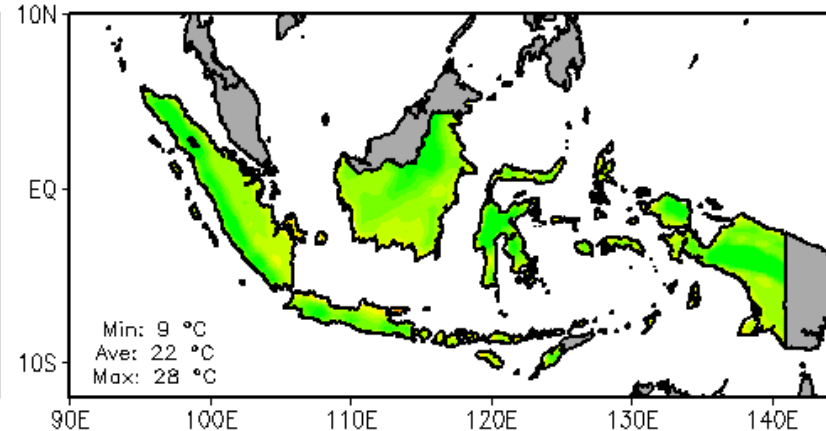 10N
EQ
10S
Min: 9 °C
Ave: 22 °C
Max: 28 °C
90E 100E 110E 120E 130E 140E